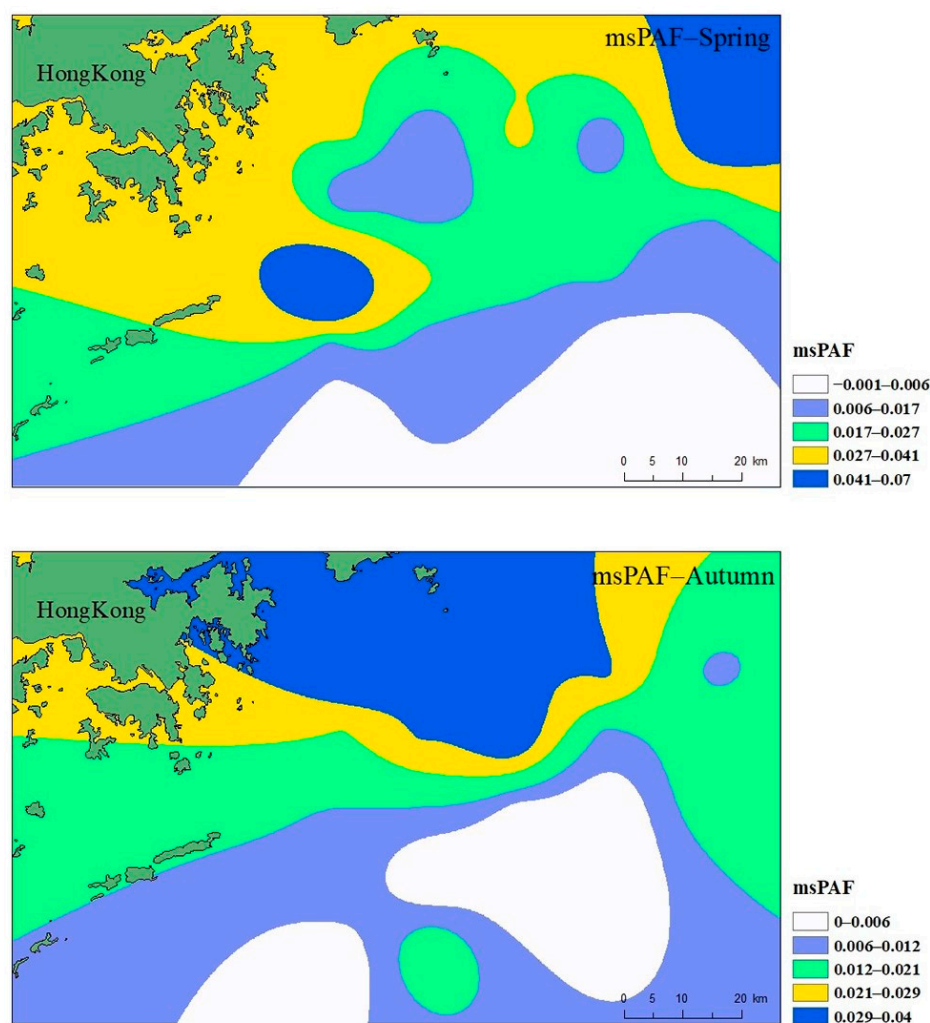 msPAF–Spring
HongKong
msPAF
−0.001–0.006
0.006–0.017
0.017–0.027
0.027–0.041
0.041–0.07
0 5 10 20 km
msPAF–Autumn
HongKong
msPAF
0–0.006
0.006–0.012
0.012–0.021
0.021–0.029
0.029–0.04
0 5 10 20 km